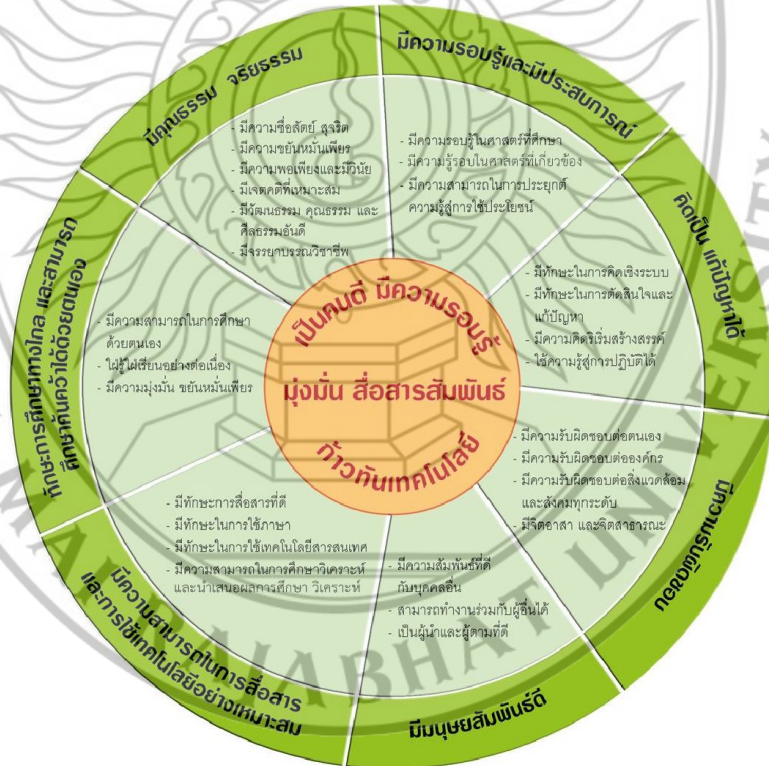 มีคุณธรรม จริยธรรม
- มีความซื่อสัตย์ สุจริต
- มีความขยันหมั่นเพียร
- มีความพอเพียงและมีวินัย
- มีเจตคติที่เหมาะสม
- มีวัฒนธรรม คุณธรรม และ
ศีลธรรมอันดี
- มีจรรยาบรรณวิชาชีพ
มีความรอบรู้และมีประสบการณ์
- มีความรอบรู้ในศาสตร์ที่ศึกษา
- มีความรู้รอบในศาสตร์ที่เกี่ยวข้อง
- มีความสามารถในการประยุกต์
ความรู้สู่การใช้ประโยชน์
คิดเป็น แก้ปัญหาได้
- มีทักษะในการคิดเชิงระบบ
- มีทักษะในการตัดสินใจและ
แก้ปัญหา
- มีความคิดริเริ่มสร้างสรรค์
- ใช้ความรู้สู่การปฏิบัติได้
มีความรับผิดชอบ
- มีความรับผิดชอบต่อตนเอง
- มีความรับผิดชอบต่อองค์กร
- มีความรับผิดชอบต่อสิ่งแวดล้อม
และสังคมทุกระดับ
- มีจิตอาสา และจิตสาธารณะ
มีมนุษยสัมพันธ์ดี
- มีความสัมพันธ์ที่ดี
กับบุคคลอื่น
- สามารถทำงานร่วมกับผู้อื่นได้
- เป็นผู้นำและผู้ตามที่ดี
มีความสามารถในการสื่อสาร
และการใช้เทคโนโลยีอย่างเหมาะสม
- มีทักษะการสื่อสารที่ดี
- มีทักษะในการใช้ภาษา
- มีทักษะในการใช้เทคโนโลยีสารสนเทศ
- มีความสามารถในการศึกษาวิเคราะห์
และนำเสนอผลการศึกษา วิเคราะห์
ทักษะการศึกษาทางไกล และสามารถ
ศึกษาค้นคว้าได้ด้วยตนเอง
- มีความสามารถในการศึกษา
ด้วยตนเอง
- ใฝ่รู้ใฝ่เรียนอย่างต่อเนื่อง
- มีความมุ่งมั่น ขยันหมั่นเพียร
เป็นคนดี มีความรอบรู้
มุ่งมั่น สื่อสารสัมพันธ์
ก้าวทันเทคโนโลยี
RAJABHAT UNIVERSITY